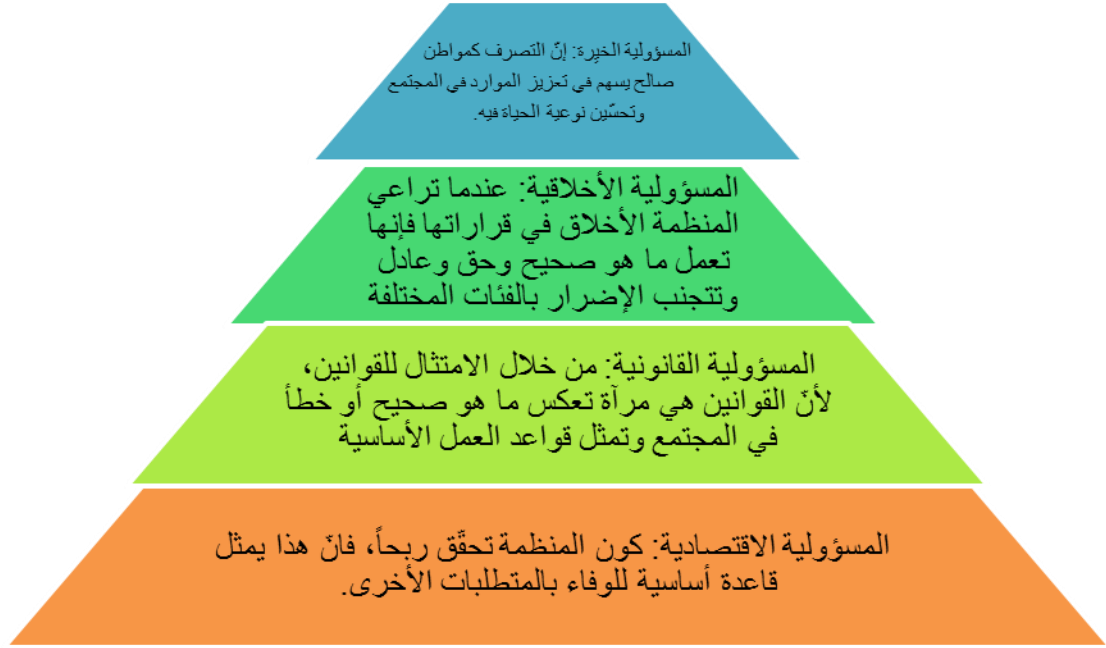 المسؤولية الخيِرة: إنّ التصرف كمواطن
صالح يسهم في تعزيز الموارد في المجتمع
وتحسّين نوعية الحياة فيه.
المسؤولية الأخلاقية: عندما تراعي
المنظمة الأخلاق في قراراتها فإنها
تعمل ما هو صحيح وحق وعادل
وتتجنب الإضرار بالفئات المختلفة
المسؤولية القانونية: من خلال الامتثال للقوانين،
لأنّ القوانين هي مرآة تعكس ما هو صحيح أو خطأ
في المجتمع وتمثل قواعد العمل الأساسية
المسؤولية الاقتصادية: كون المنظمة تحقّق ربحاً، فانّ هذا يمثل
قاعدة أساسية للوفاء بالمتطلبات الأخرى.